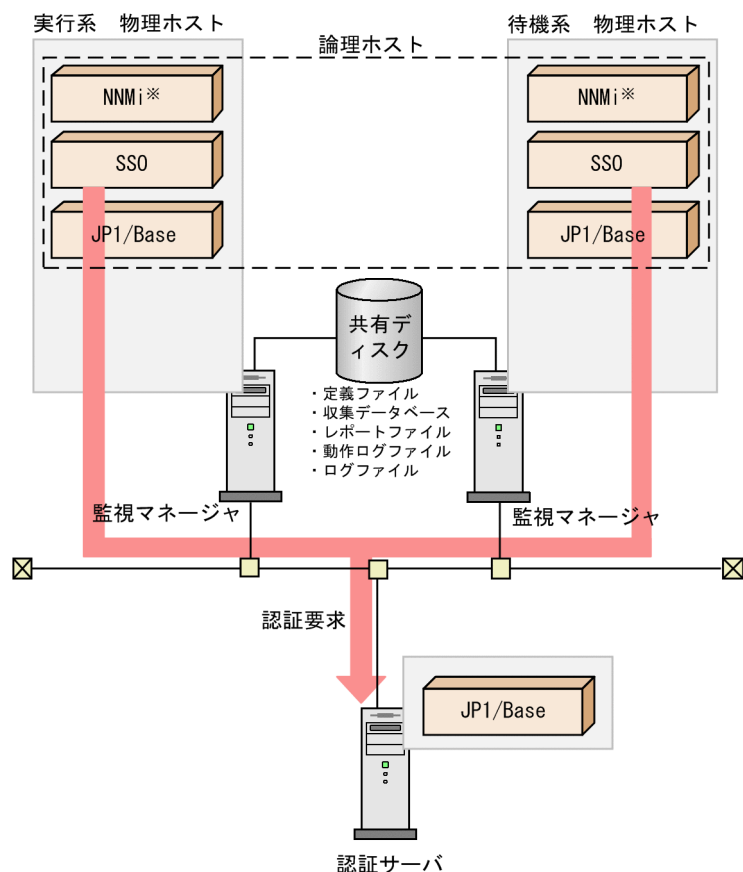 実行系　物理ホスト
待機系　物理ホスト
論理ホスト
NNMi※
NNMi※
SSO
SSO
JP1/Base
JP1/Base
共有デ
ィスク
・定義ファイル
・収集データベース
・レポートファイル
・動作ログファイル
・ログファイル
監視マネージャ
監視マネージャ
認証要求
JP1/Base
認証サーバ